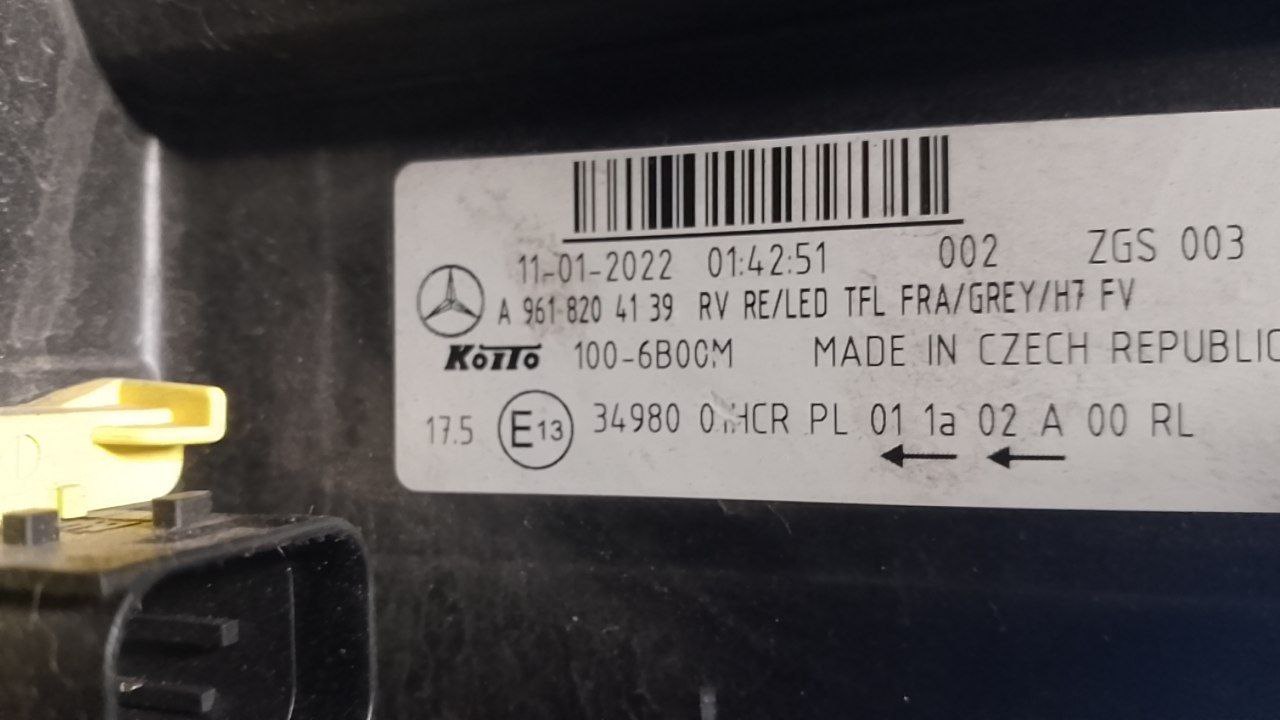 11-01-2022 01:42:51 002 ZGS 003
A 961 820 41 39 RV RE/LED TFL FRA/GREY/H7 FV
KOITO 100-6B00M MADE IN CZECH REPUBLIC
17.5 E13 34980 PL 01 1a 02 A 00 RL
D